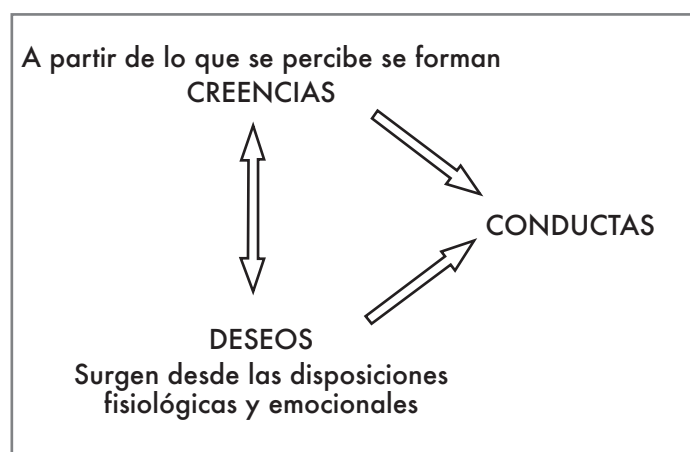 A partir de lo que se percibe se forman
CREENCIAS
CONDUCTAS
DESEOS
Surgen desde las disposiciones
fisiológicas y emocionales